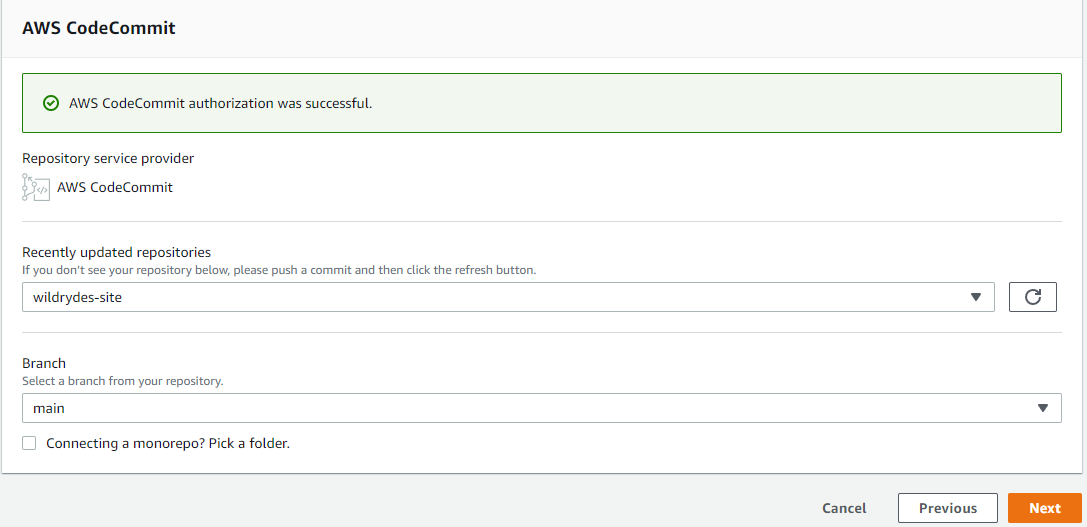 AWS CodeCommit
AWS CodeCommit authorization was successful.
Repository service provider
AWS CodeCommit
Recently updated repositories
If you don't see your repository below, please push a commit and then click the refresh button.
wildrydes-site
Branch
Select a branch from your repository.
main
Connecting a monorepo? Pick a folder.
Cancel Previous Next